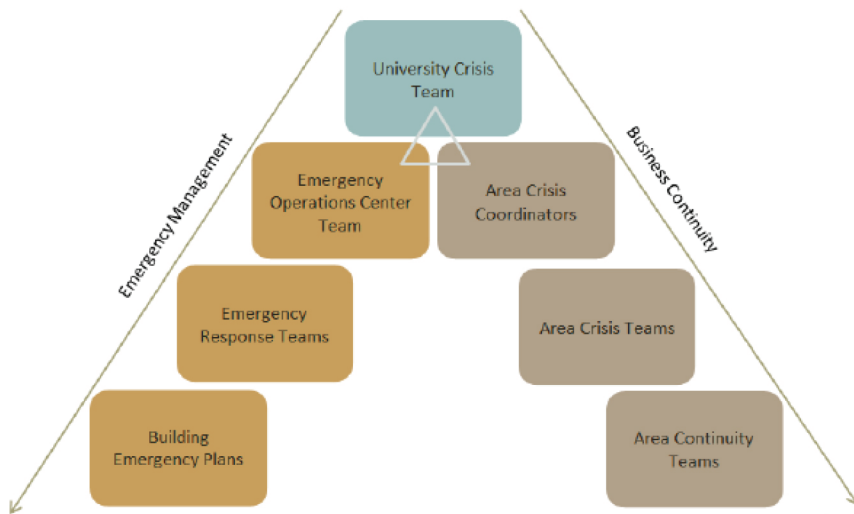 University Crisis
Team
Emergency Management
Business Continuity
Emergency
Operations Center
Team
Area Crisis
Coordinators
Emergency
Response Teams
Area Crisis Teams
Building
Emergency Plans
Area Continuity
Teams